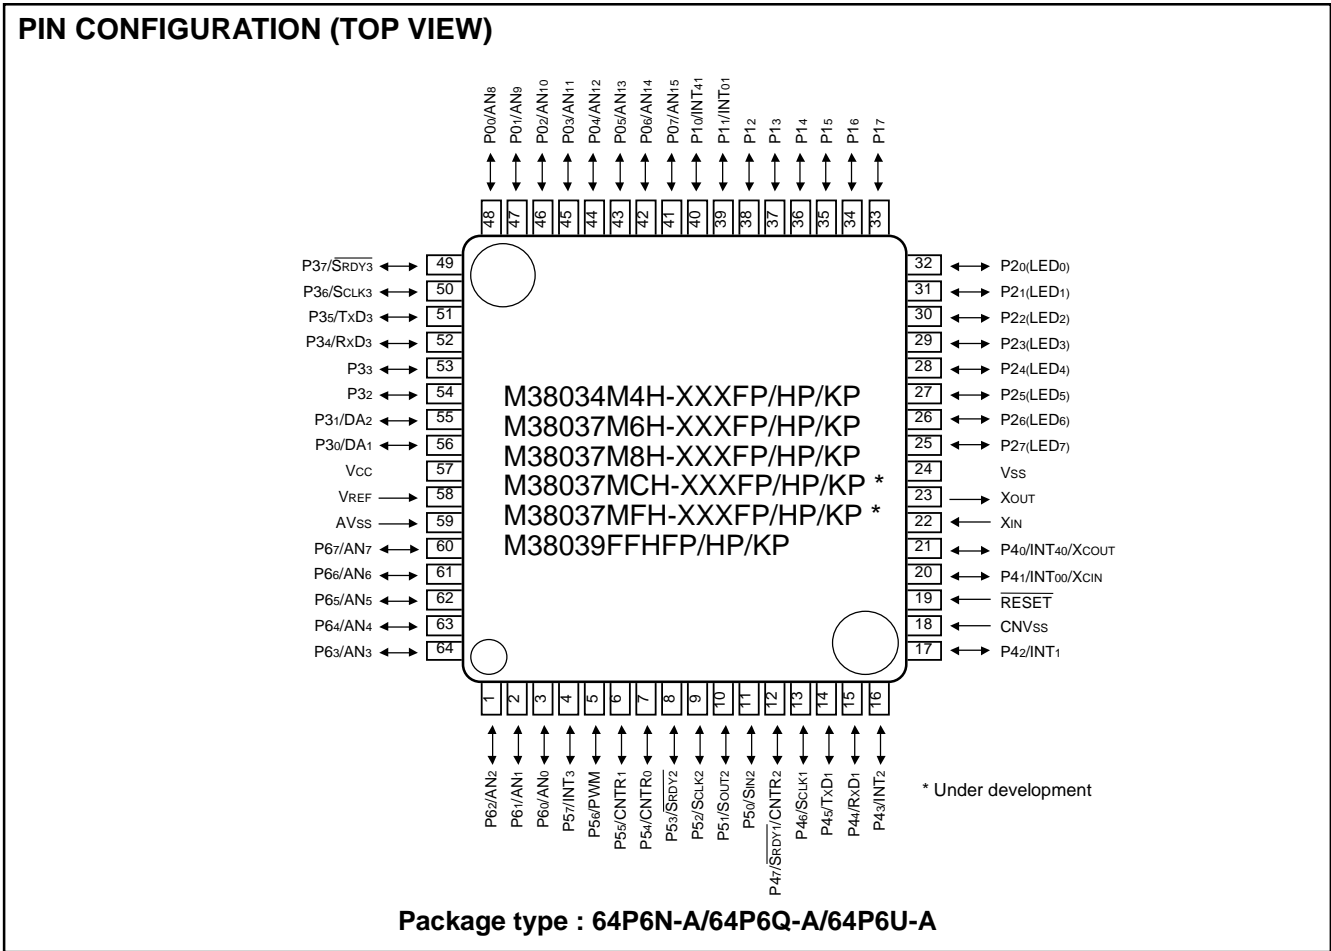 PIN CONFIGURATION (TOP VIEW)
P00/AN8
P01/AN9
P02/AN10
P03/AN11
P04/AN12
P05/AN13
P06/AN14
P07/AN15
P10/INT41
P11/INT01
P12
P13
P14
P15
P16
P17
48 47 46 45 44 43 42 41 40 39 38 37 36 35 34 33
P37/SRDY3 49
P36/SCLK3 50
P35/TXD3 51
P34/RXD3 52
P33 53
P32 54
P31/DA2 55
P30/DA1 56
VCC 57
VREF 58
AVSS 59
P67/AN7 60
P66/AN6 61
P65/AN5 62
P64/AN4 63
P63/AN3 64
M38034M4H-XXXFP/HP/KP
M38037M6H-XXXFP/HP/KP
M38037M8H-XXXFP/HP/KP
M38037MCH-XXXFP/HP/KP *
M38037MFH-XXXFP/HP/KP *
M38039FFHFP/HP/KP
32 P20(LED0)
31 P21(LED1)
30 P22(LED2)
29 P23(LED3)
28 P24(LED4)
27 P25(LED5)
26 P26(LED6)
25 P27(LED7)
24 VSS
23 XOUT
22 XIN
21 P40/INT40/XCOUT
20 P41/INT00/XCIN
19 RESET
18 CNVSS
17 P42/INT1
1 2 3 4 5 6 7 8 9 10 11 12 13 14 15 16
P62/AN2
P61/AN1
P60/AN0
P57/INT3
P56/PWM
P55/CNTR1
P54/CNTR0
P53/SRDY2
P52/SCLK2
P51/SOUT2
P50/SIN2
P47/SRDY1/CNTR2
P46/SCLK1
P45/TXD1
P44/RXD1
P43/INT2
* Under development
Package type : 64P6N-A/64P6Q-A/64P6U-A